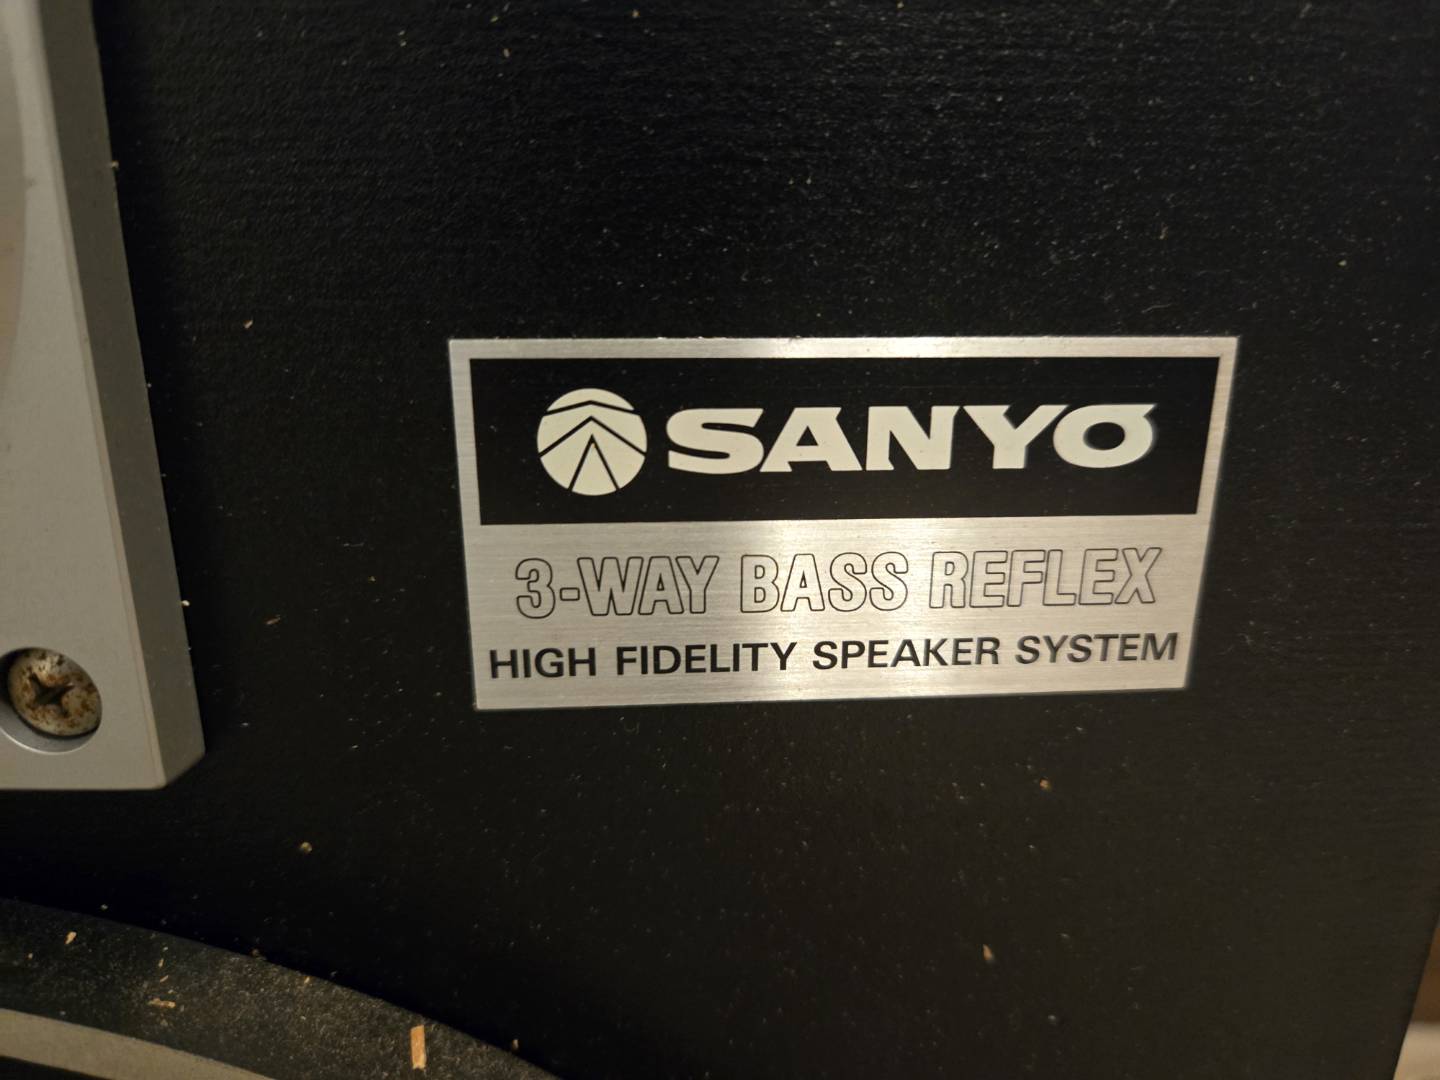 SANYO
3-WAY BASS REFLEX
HIGH FIDELITY SPEAKER SYSTEM